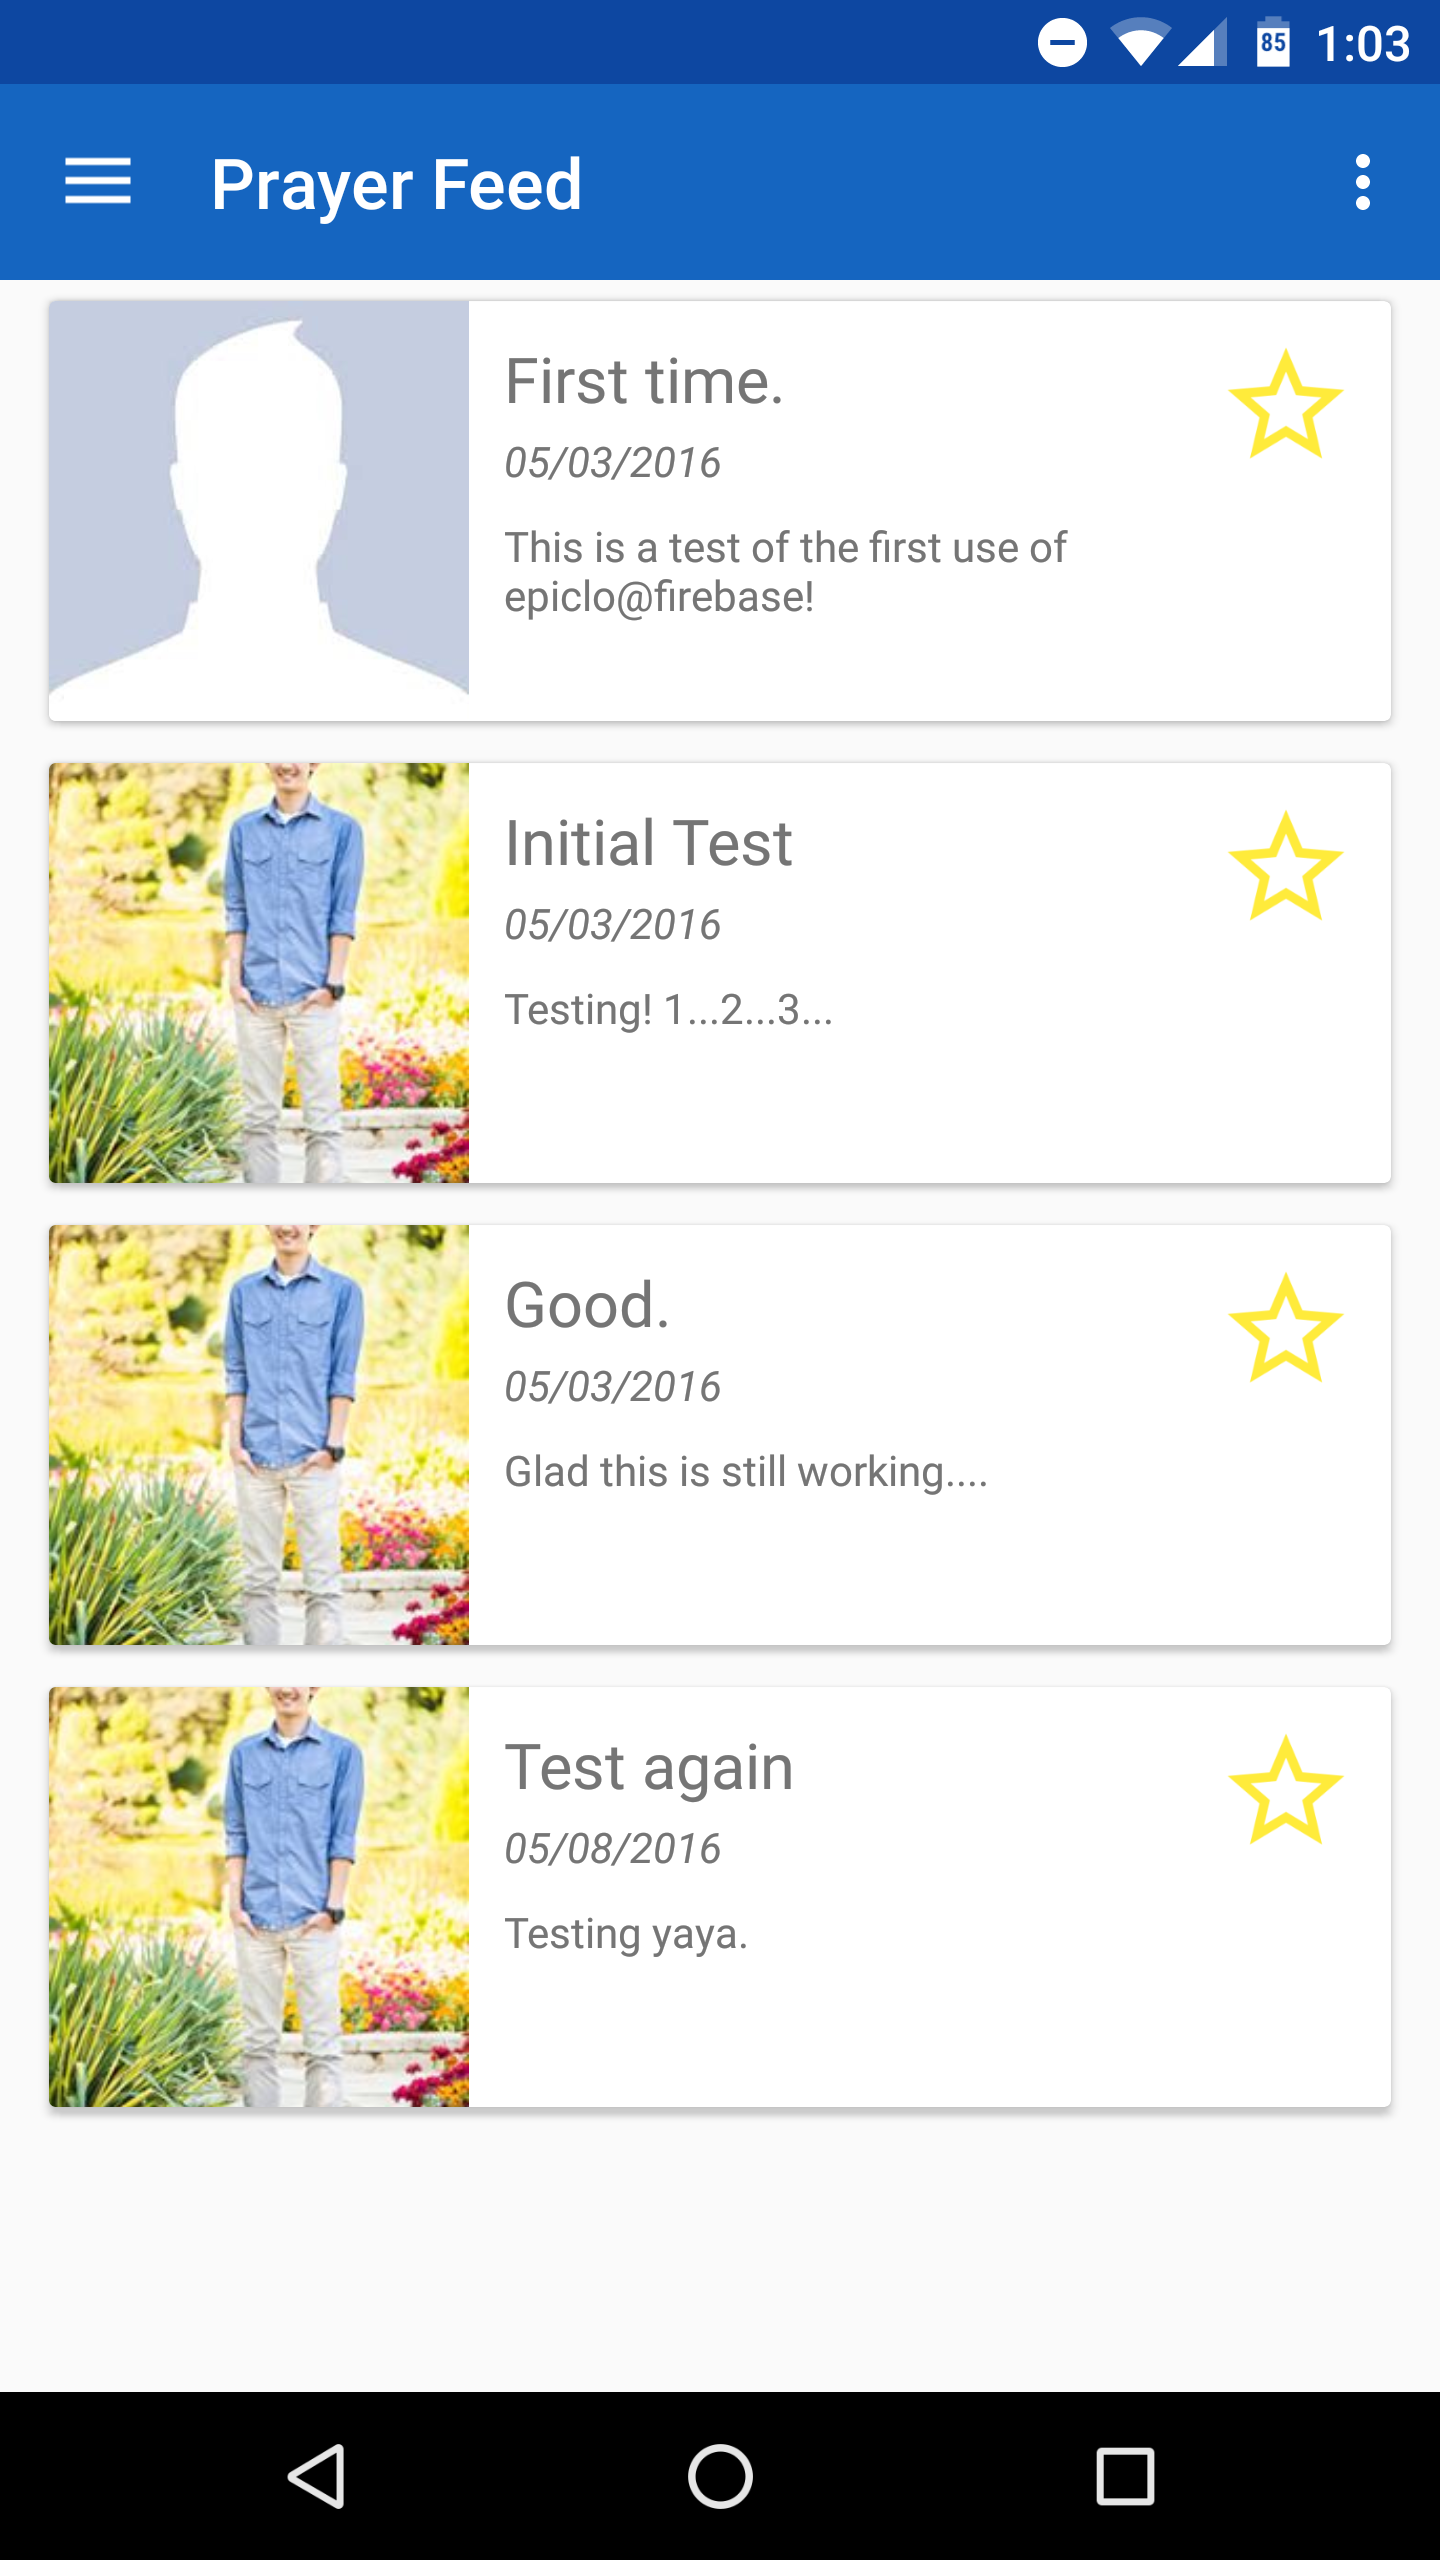 85 1:03
Prayer Feed
First time.
05/03/2016
This is a test of the first use of
epiclo@firebase!
Initial Test
05/03/2016
Testing! 1...2...3...
Good.
05/03/2016
Glad this is still working....
Test again
05/08/2016
Testing yaya.